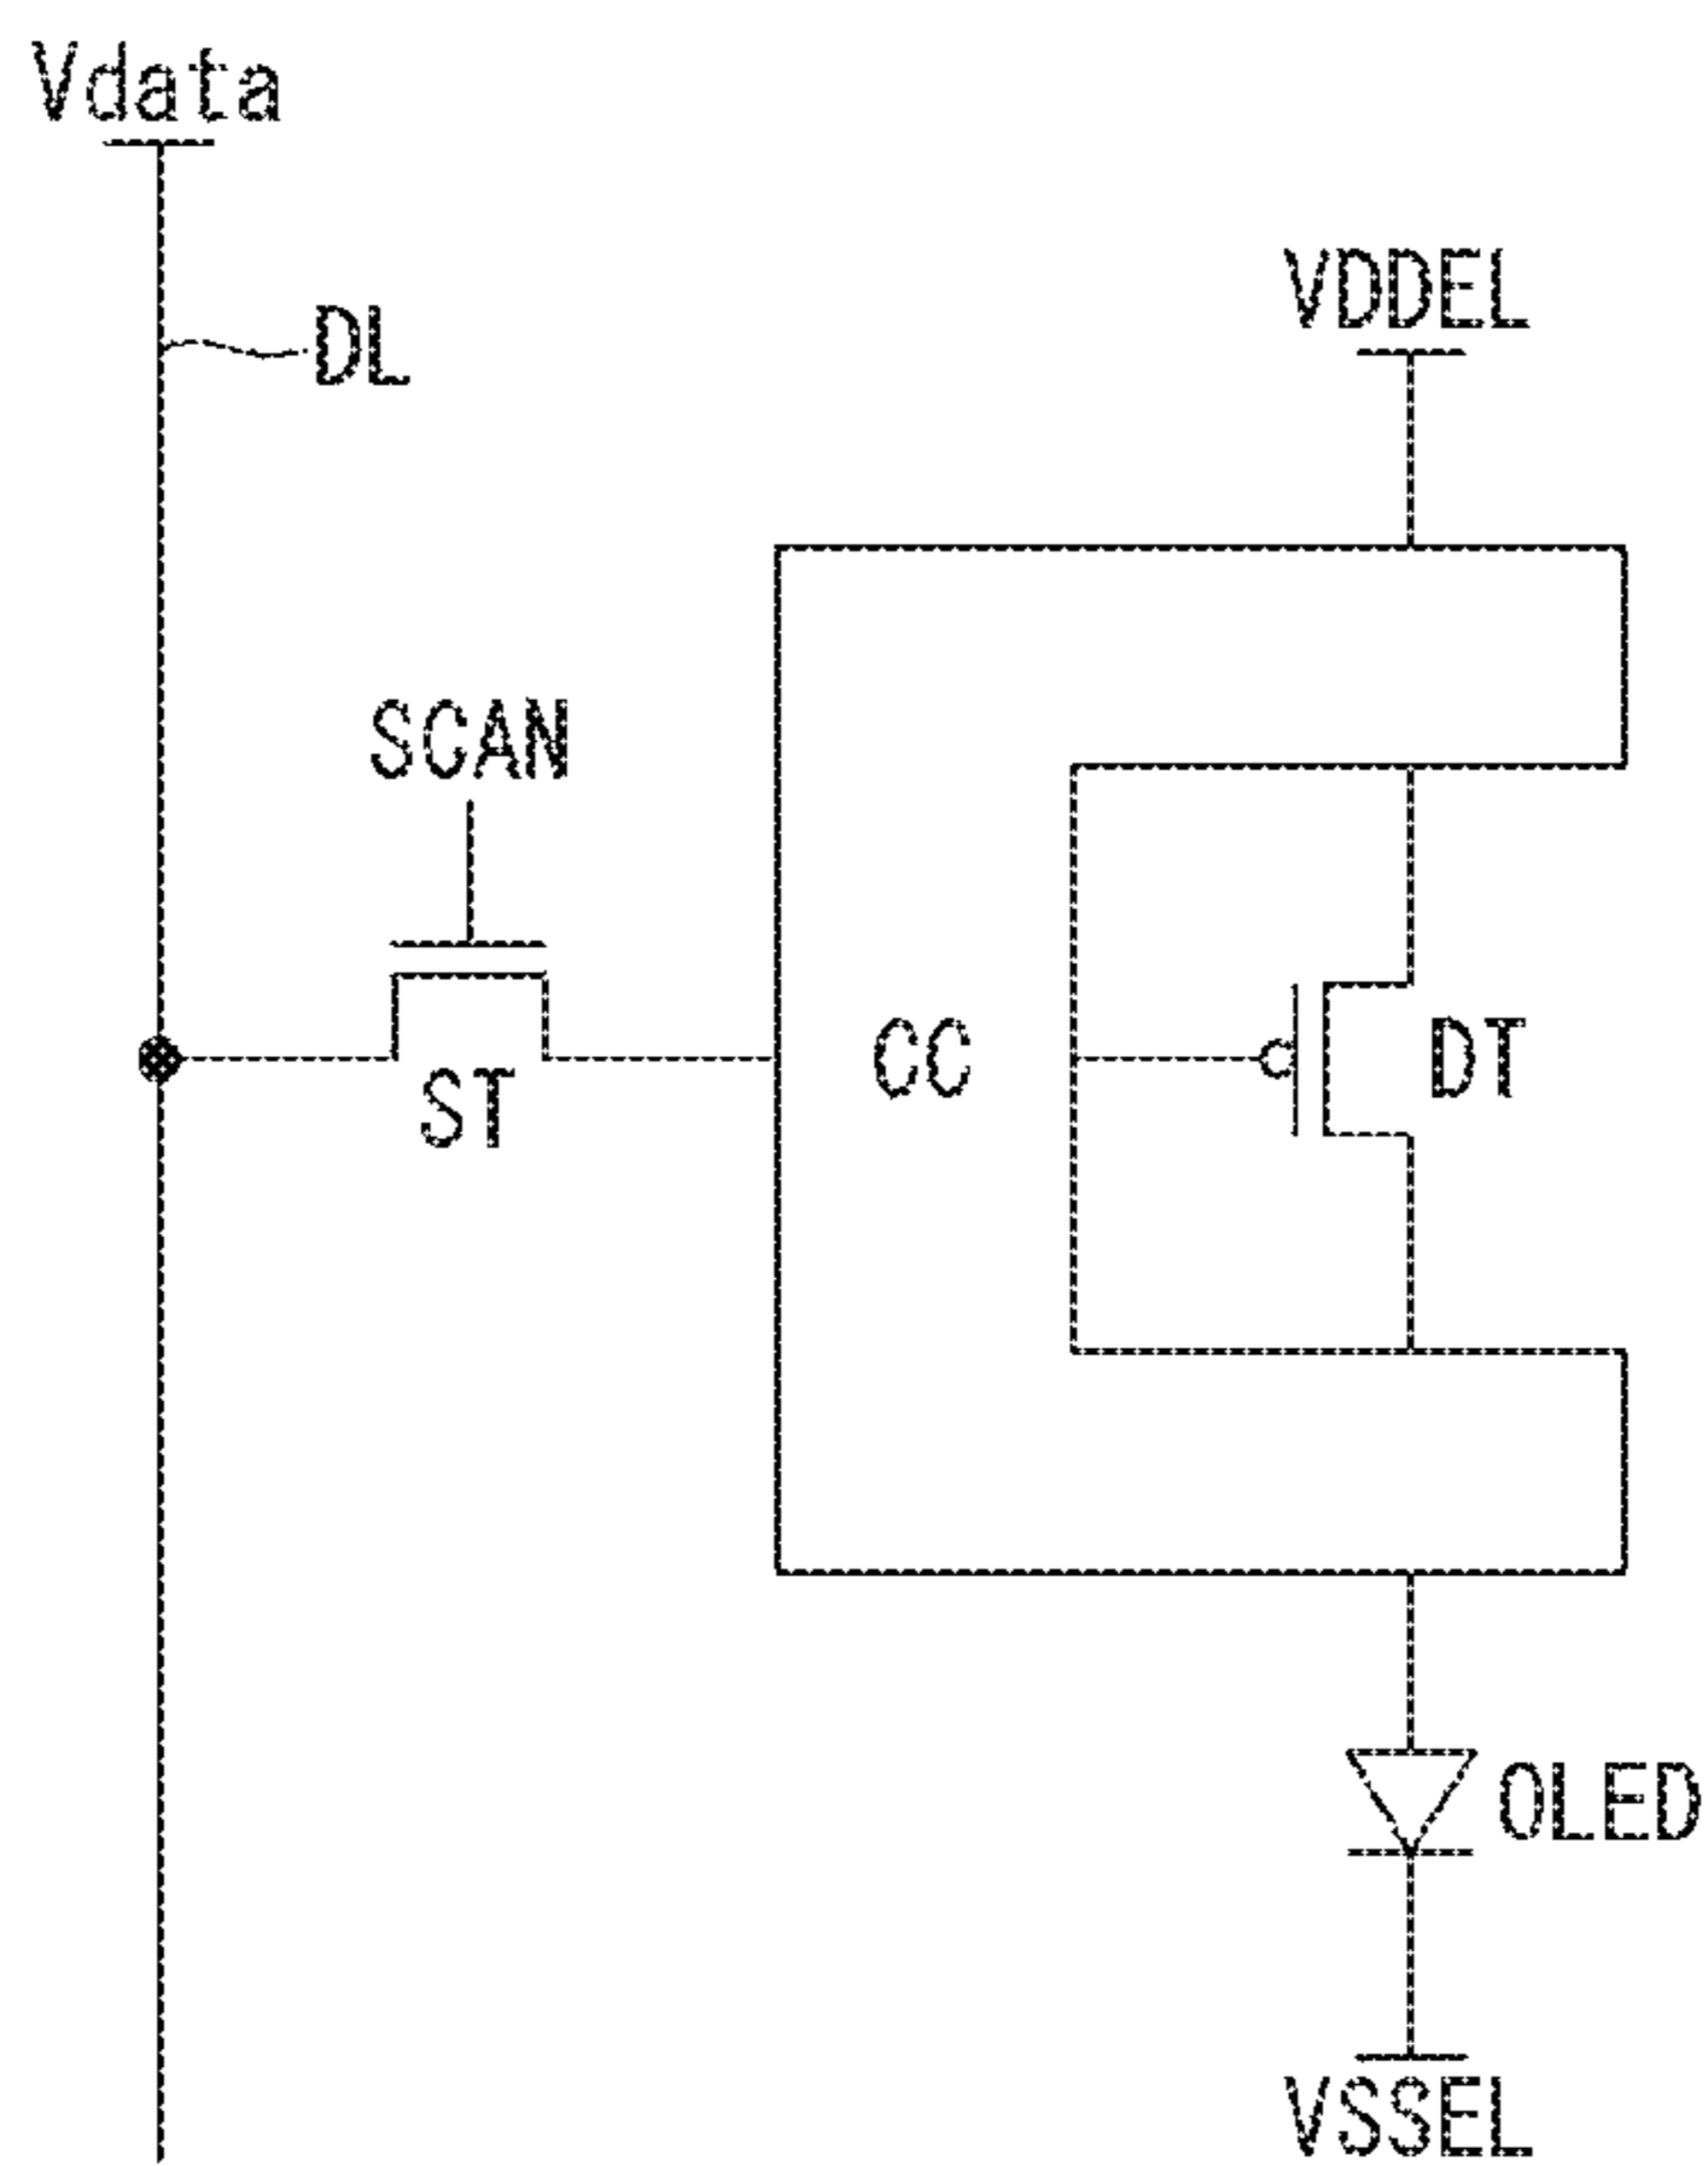 Vdata
VDDEL
DL
SCAN
CC
DT
ST
OLED
VSSEL